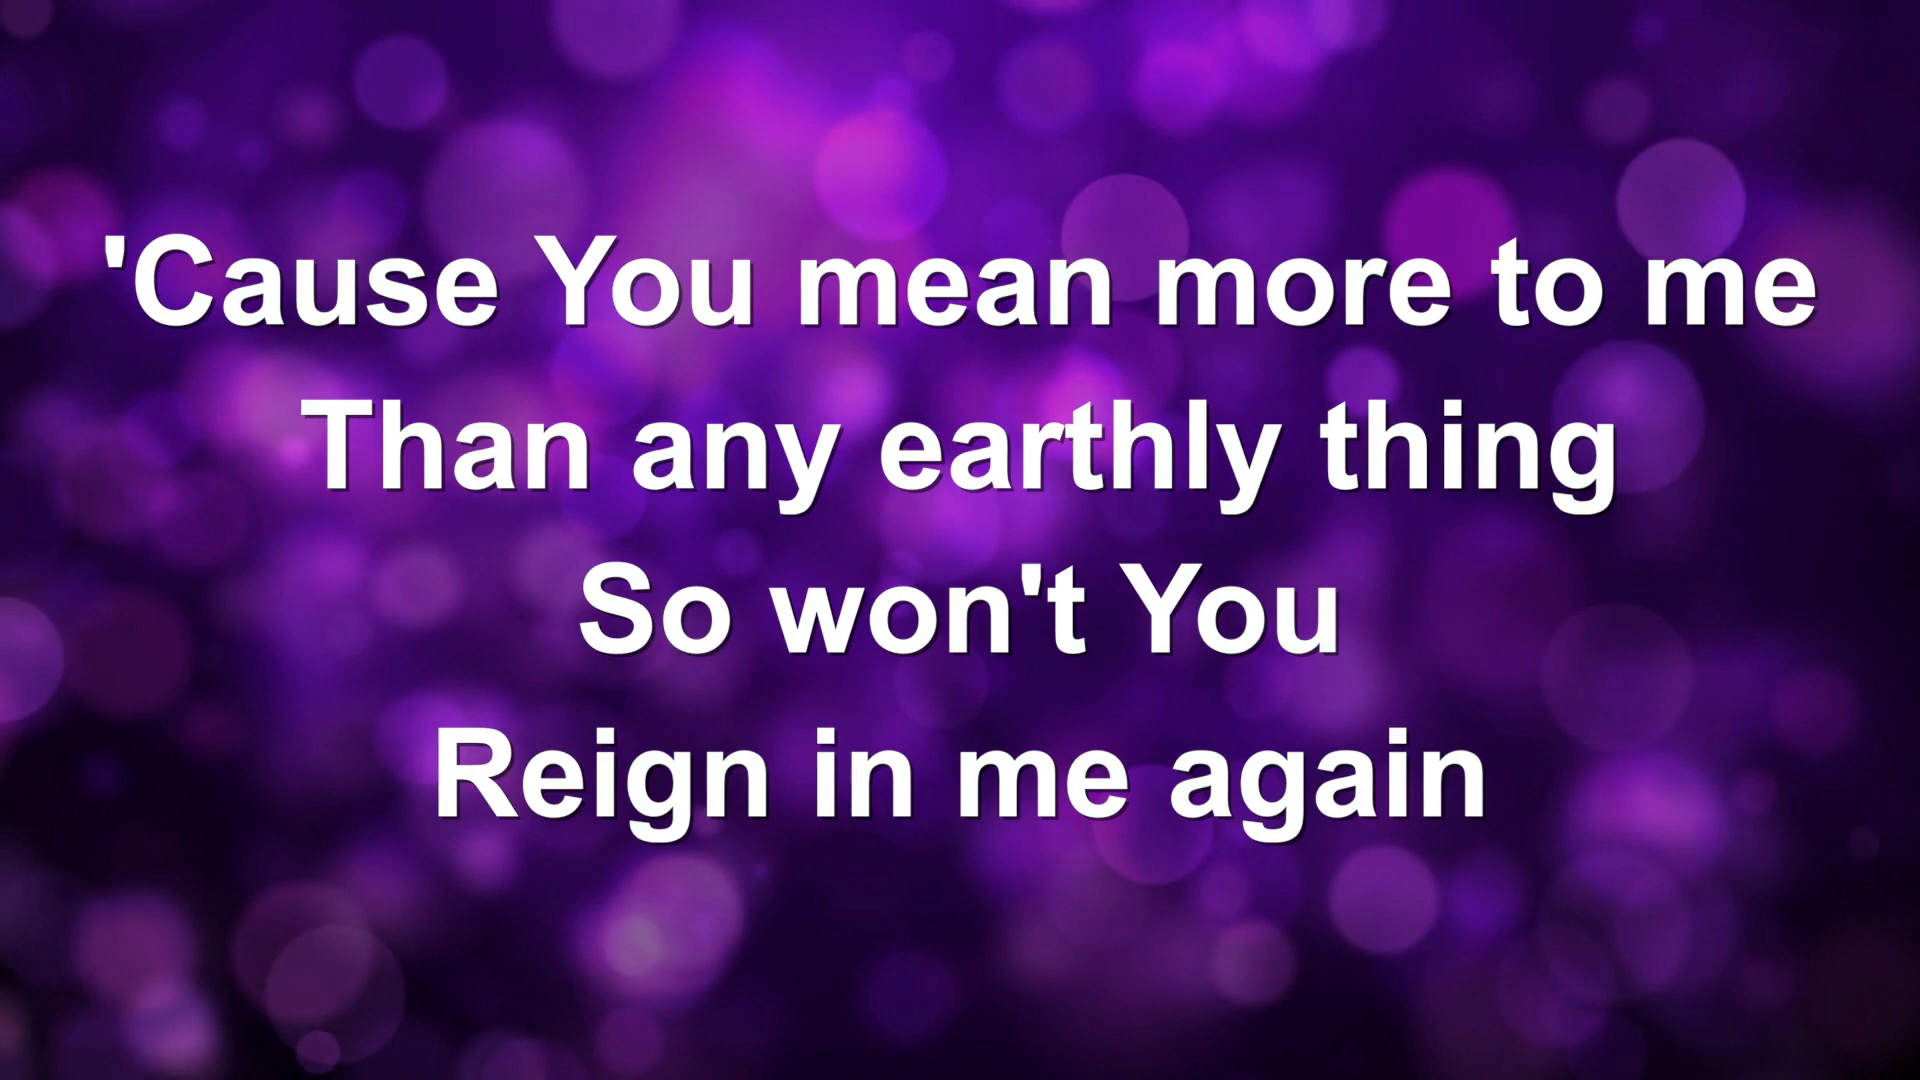 'Cause You mean more to me
Than any earthly thing
So won't You
Reign in me again